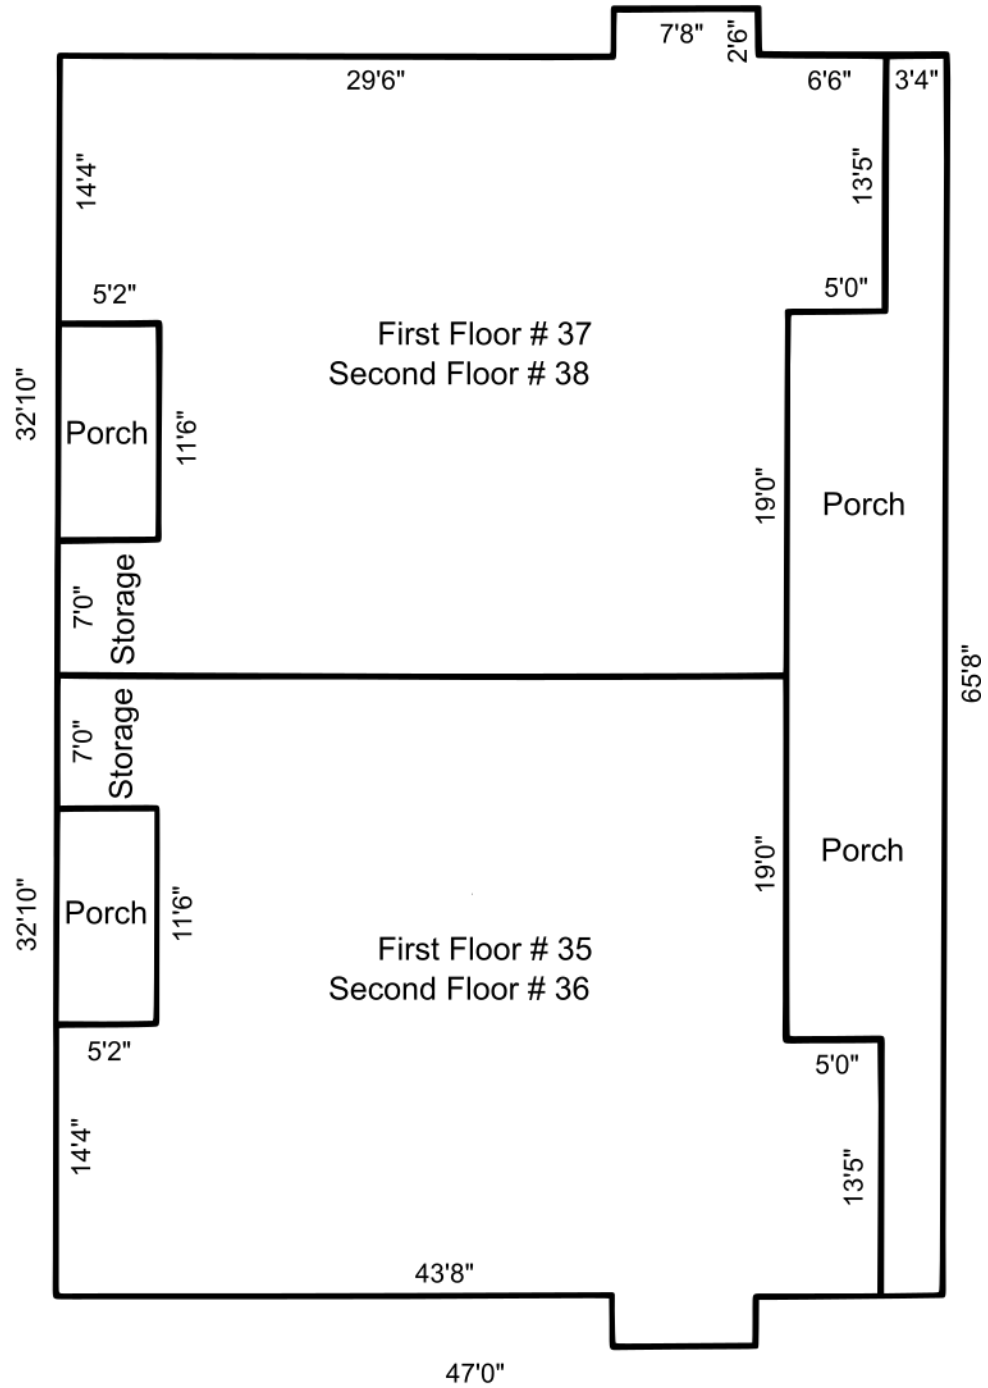 7'8"
2'6"
29'6"
6'6"
3'4"
14'4"
13'5"
5'2"
5'0"
First Floor # 37
Second Floor # 38
32'10"
Porch
11'6"
19'0"
Porch
7'0"
Storage
65'8"
7'0"
Storage
19'0"
Porch
32'10"
Porch
11'6"
First Floor # 35
Second Floor # 36
5'2"
5'0"
14'4"
13'5"
43'8"
47'0"